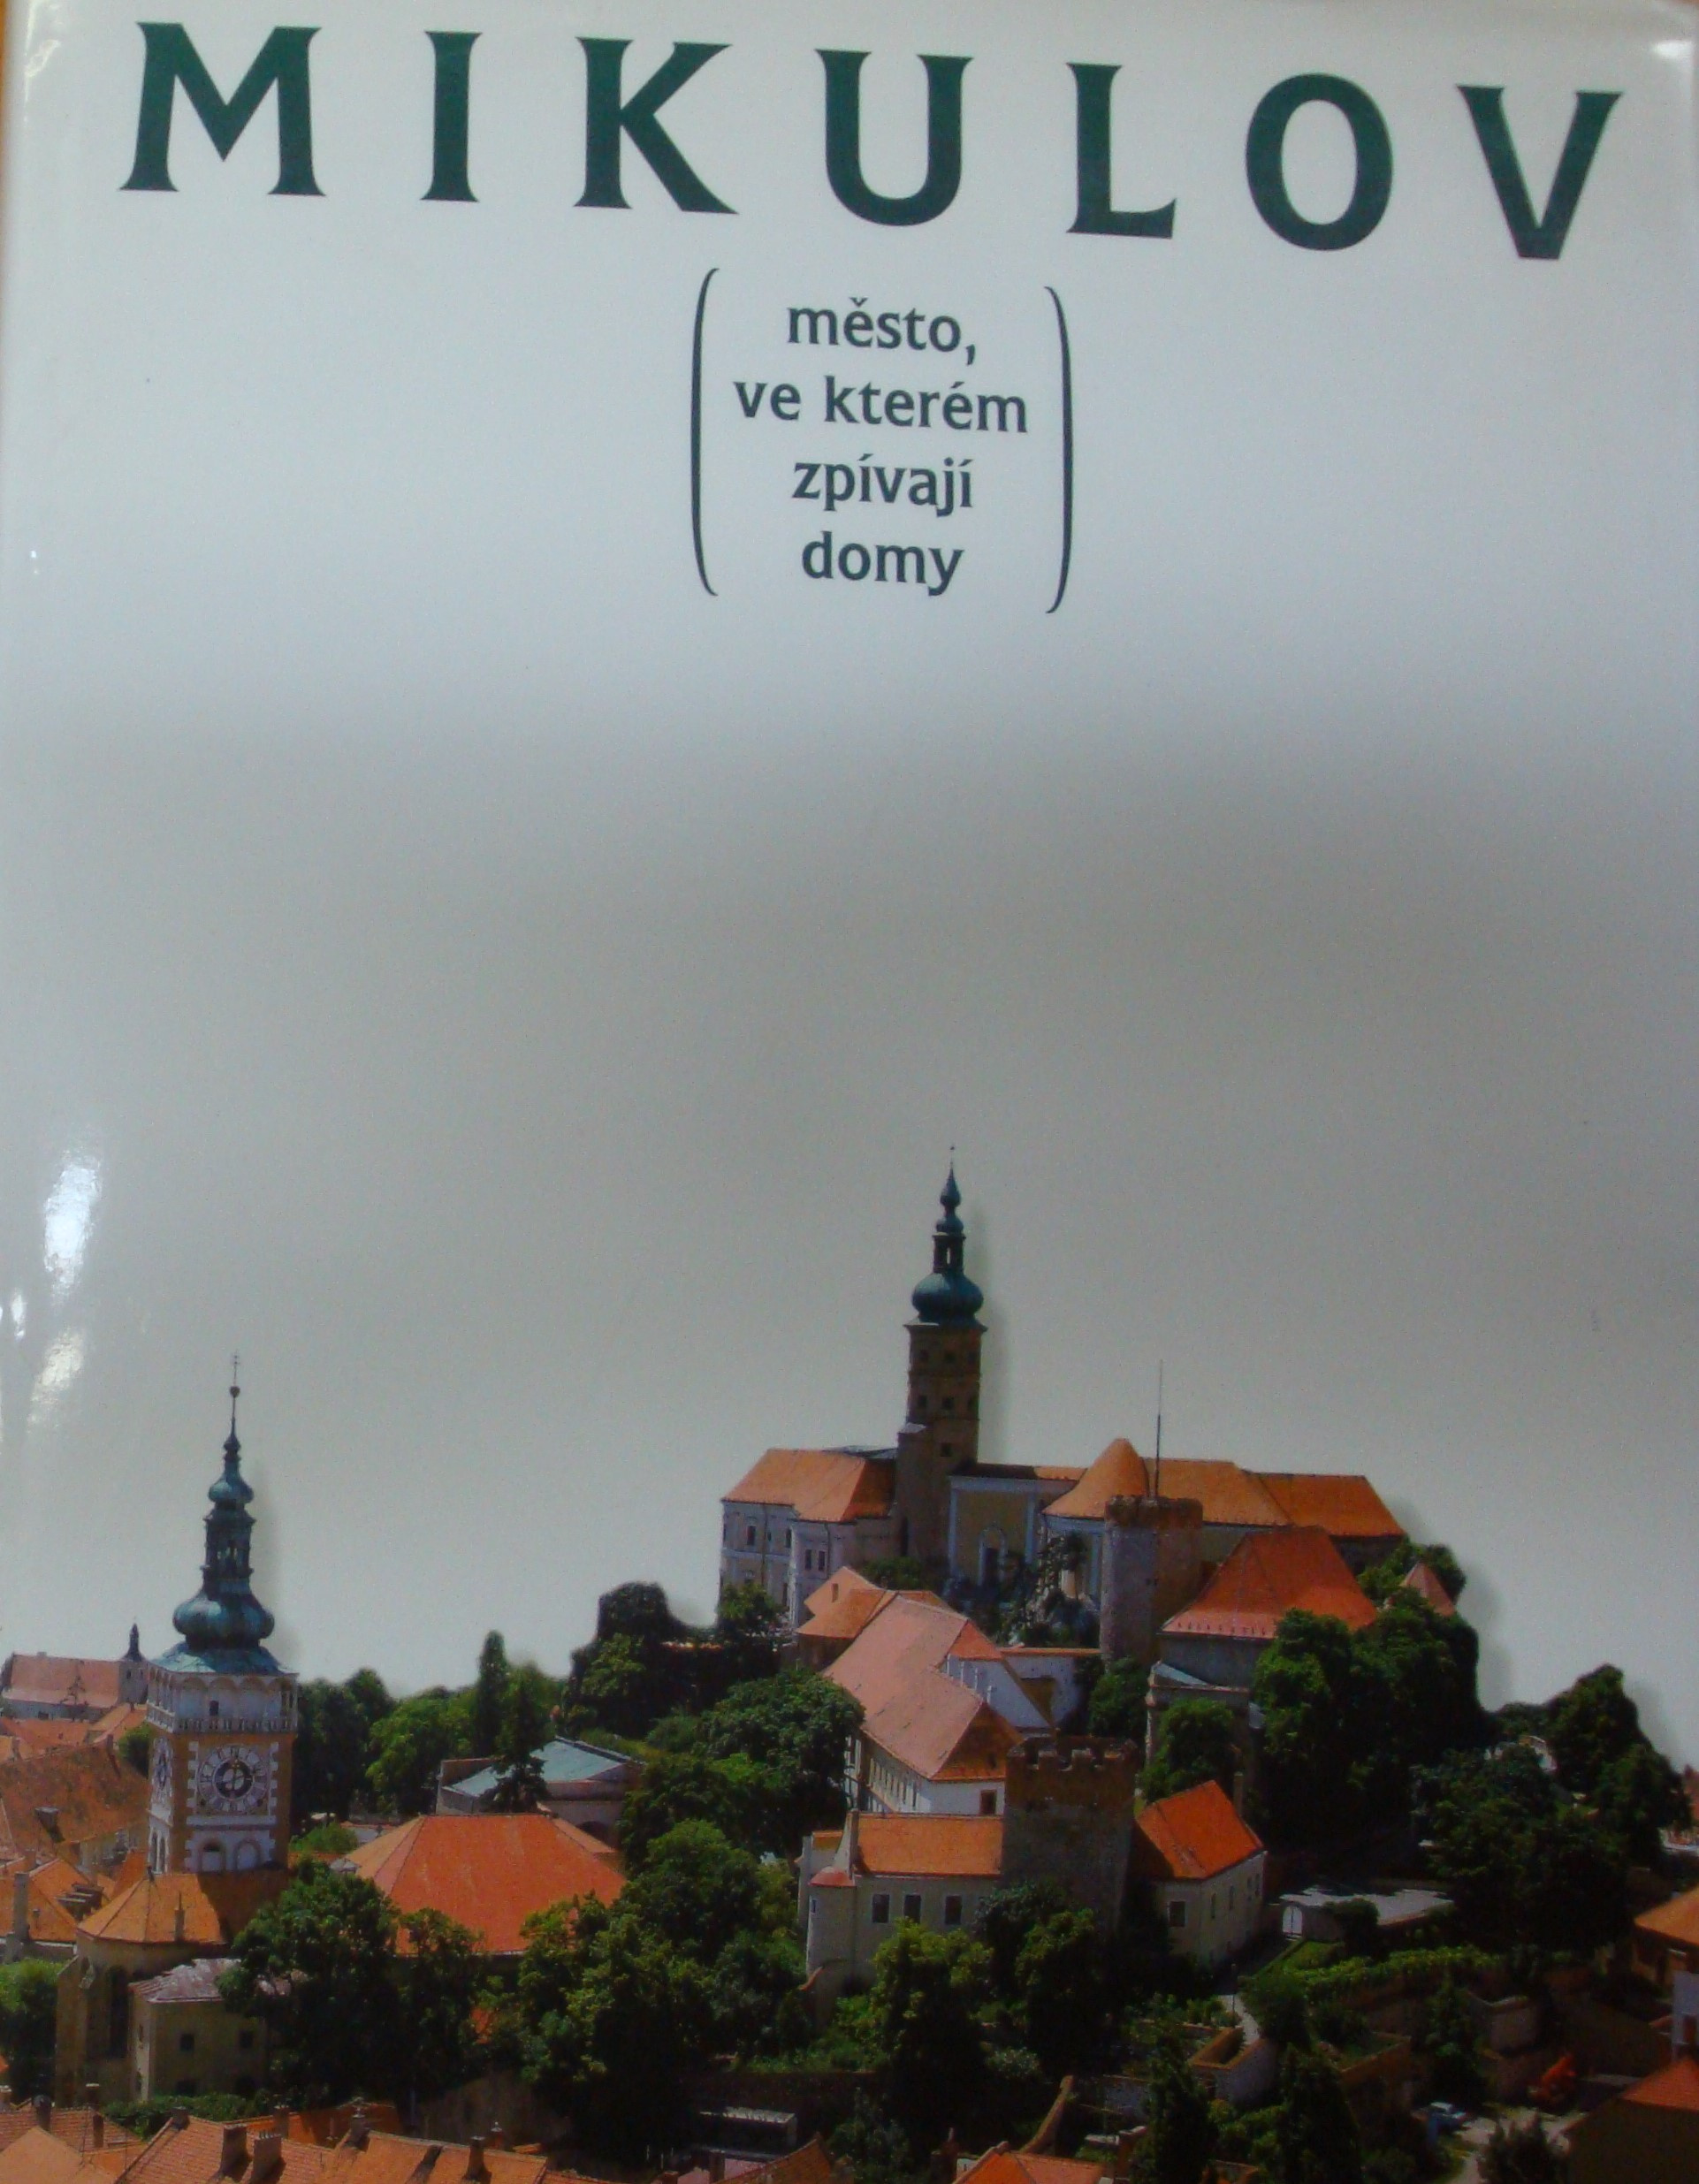 MIKULOV
město,
ve kterém
zpívají
domy